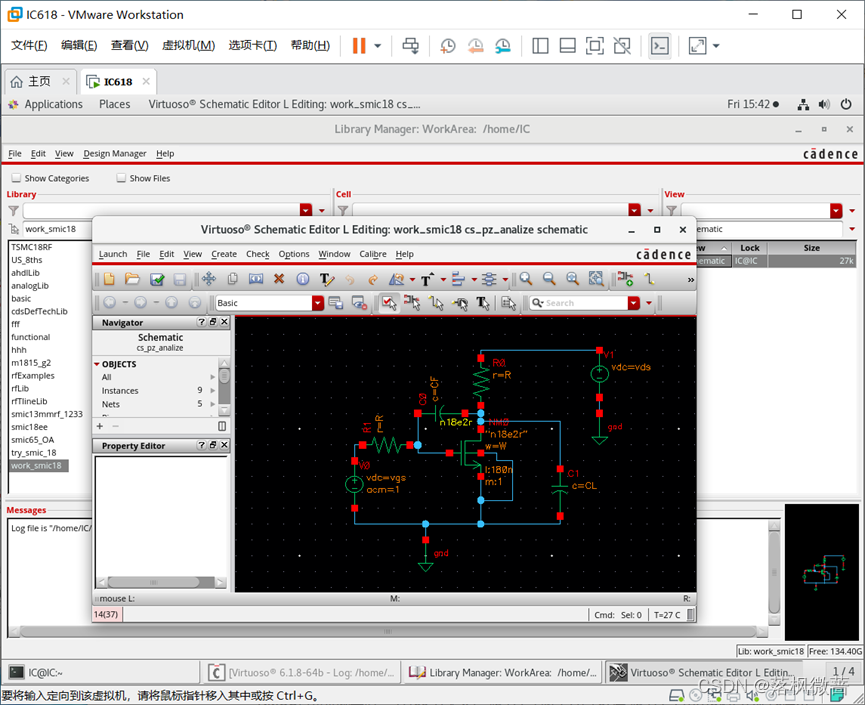 IC618 - VMware Workstation
文件(F) 编辑(E) 查看(V) 虚拟机(M) 选项卡(T) 帮助(H)
主页 IC618
Applications Places Virtuoso® Schematic Editor L Editing: work_smic18 cs_... Fri 15:42
Library Manager: WorkArea: /home/IC
File Edit View Design Manager Help cādence
Show Categories Show Files
Library Cell View
work_smic18
ematic
TSMC18RF
US_8ths
ahdlLib
analogLib
basic
cdsDefTechLib
fff
functional
hhh
m1815_g2
rfExamples
rfLib
rfTlineLib
smic13mmrf_1233
smic18ee
smic65_OA
try_smic_18
work_smic18
ew Lock Size
ematic IC@IC 27k
Virtuoso® Schematic Editor L Editing: work_smic18 cs_pz_analize schematic
Launch File Edit View Create Check Options Window Calibre Help cādence
Basic Search
Navigator
Schematic
cs_pz_analize
OBJECTS
All
Instances 9
Nets 5
Property Editor
R0
r=R
V1
vdc=vds
gnd
C0
c=CF
n18e2r
NM0
"n18e2r"
w=W
l:180n
m:1
R1
r=R
V0
vdc=vgs
acm=1
C1
c=CL
gnd
mouse L: M: R:
14(37) Cmd: Sel: 0 T=27 C
Messages
Log file is "/home/IC/
Lib: work_smic18 Free: 134.40G
IC@IC:~ [Virtuoso® 6.1.8-64b - Log: /home/... Library Manager: WorkArea: /home/... Virtuoso® Schematic Editor L Editin... 1 / 4
要将输入定向到该虚拟机，请将鼠标指针移入其中或按 Ctrl+G。
CSDN @落枫微蔷